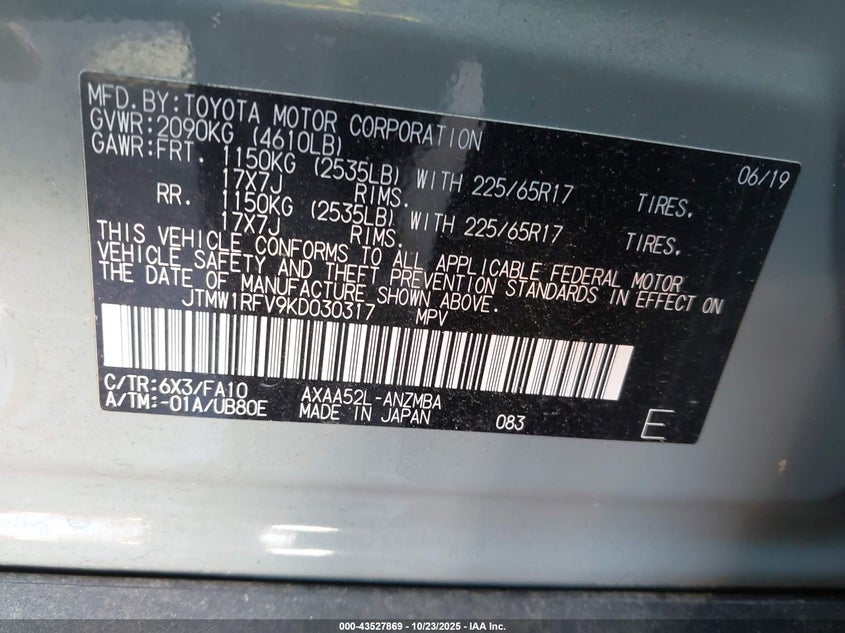 MFD. BY: TOYOTA MOTOR CORPORATION 06/19
GVWR: 2090KG (4610LB)
GAWR: FRT. 1150KG (2535LB) WITH 225/65R17 TIRES,
17X7J RIMS.
RR. 1150KG (2535LB) WITH 225/65R17 TIRES,
17X7J RIMS.
THIS VEHICLE CONFORMS TO ALL APPLICABLE FEDERAL MOTOR
VEHICLE SAFETY AND THEFT PREVENTION STANDARDS IN EFFECT ON
THE DATE OF MANUFACTURE SHOWN ABOVE.
JTMW1RFV9KD030317 MPV
C/TR:6X3/FA10 AXAA52L-ANZMBA
A/TM:-01A/UB80E MADE IN JAPAN 083 E
000-43527869 | 10/23/2025 - IAA Inc.